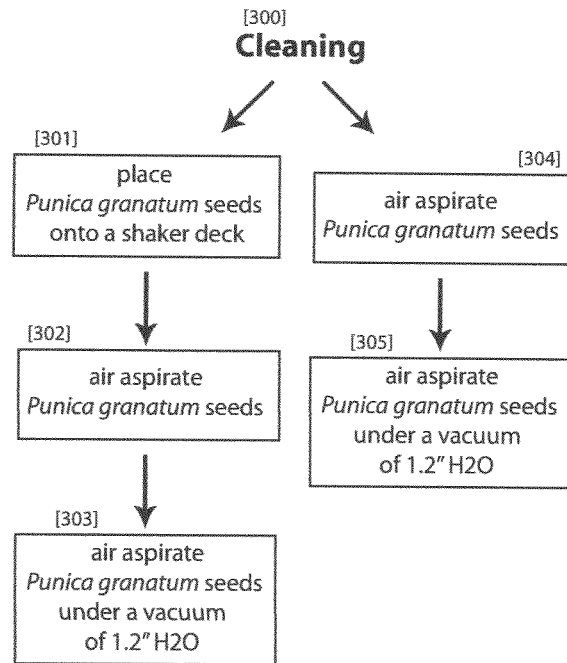 [300]
Cleaning
[301]
place
Punica granatum seeds
onto a shaker deck
[302]
air aspirate
Punica granatum seeds
[303]
air aspirate
Punica granatum seeds
under a vacuum
of 1.2" H2O
[304]
air aspirate
Punica granatum seeds
[305]
air aspirate
Punica granatum seeds
under a vacuum
of 1.2" H2O